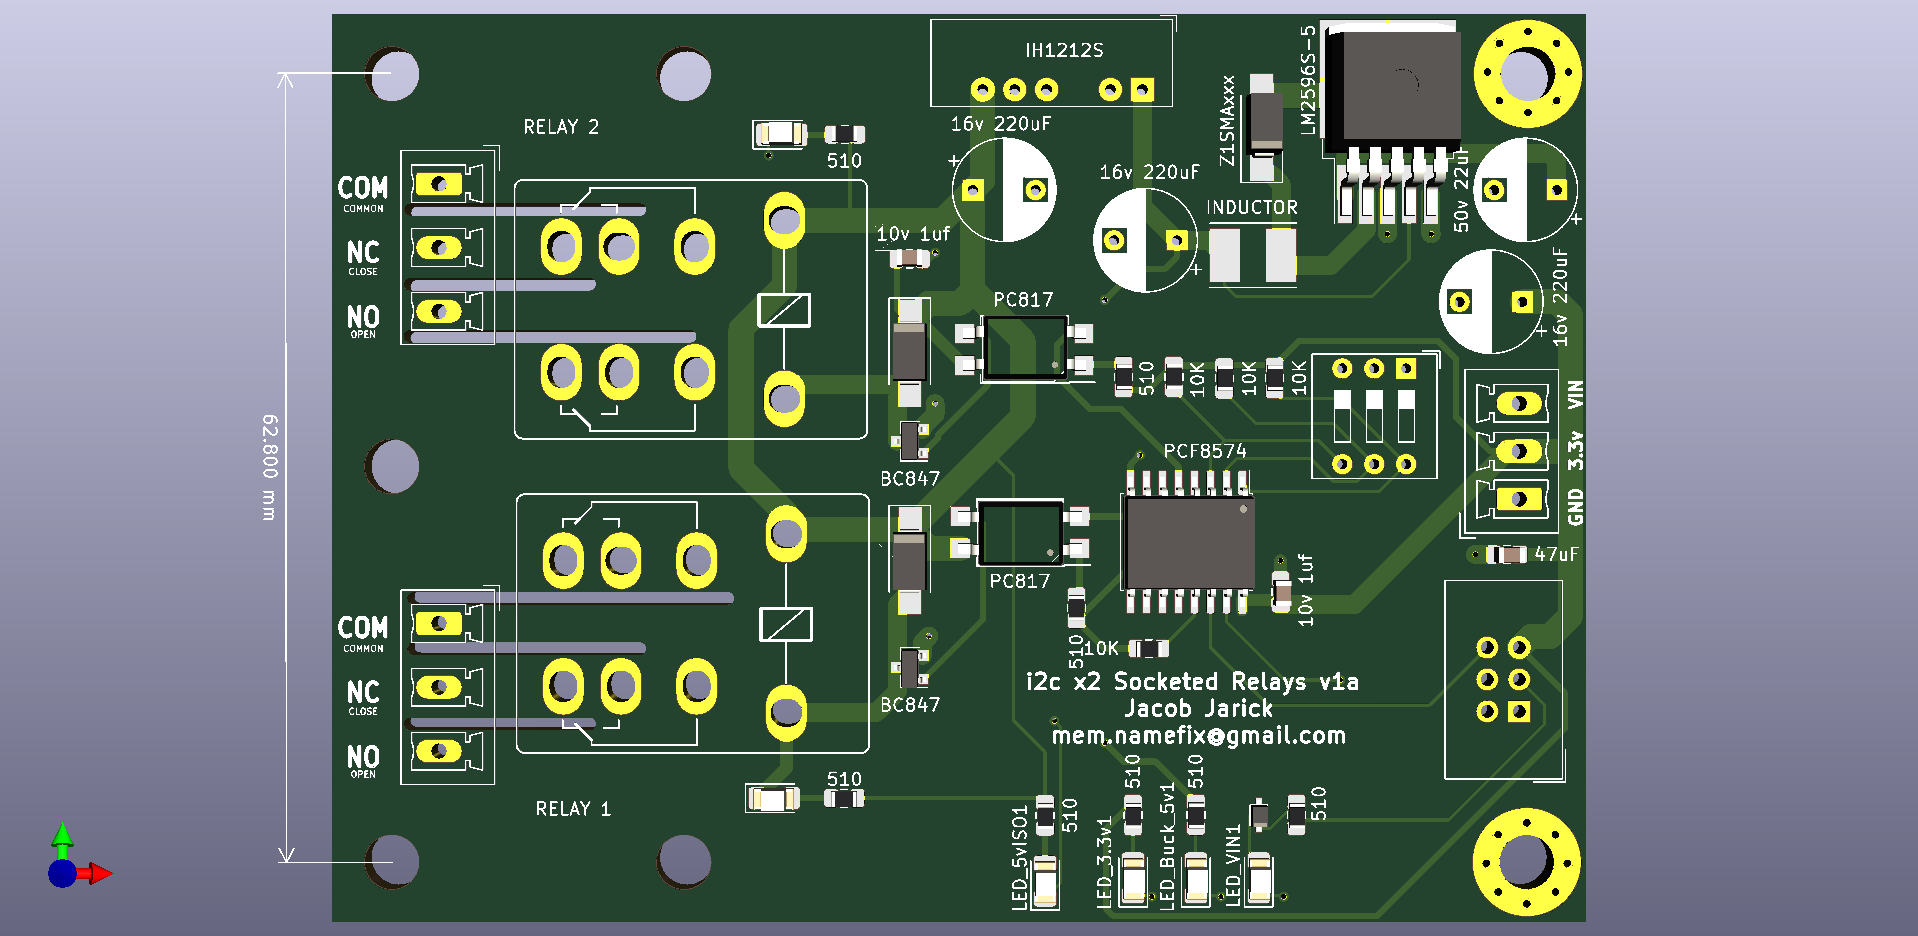 IH1212S
LM2596S-5
16v 220uF
Z1SMAxxx
RELAY 2
510
16v 220uF
50v 22uF
COM
COMMON
INDUCTOR
10v 1uf
NC
CLOSE
PC817
16v 220uF
NO
OPEN
510
10K
10K
10K
VIN
3.3v
GND
62.800 mm
BC847
PCF8574
47uF
PC817
10v 1uf
COM
COMMON
510
10K
NC
CLOSE
BC847
i2c x2 Socketed Relays v1a
Jacob Jarick
mem.namefix@gmail.com
NO
OPEN
510
RELAY 1
510
510
510
510
LED_5vISO1
LED_3.3v1
LED_Buck_5v1
LED_VIN1